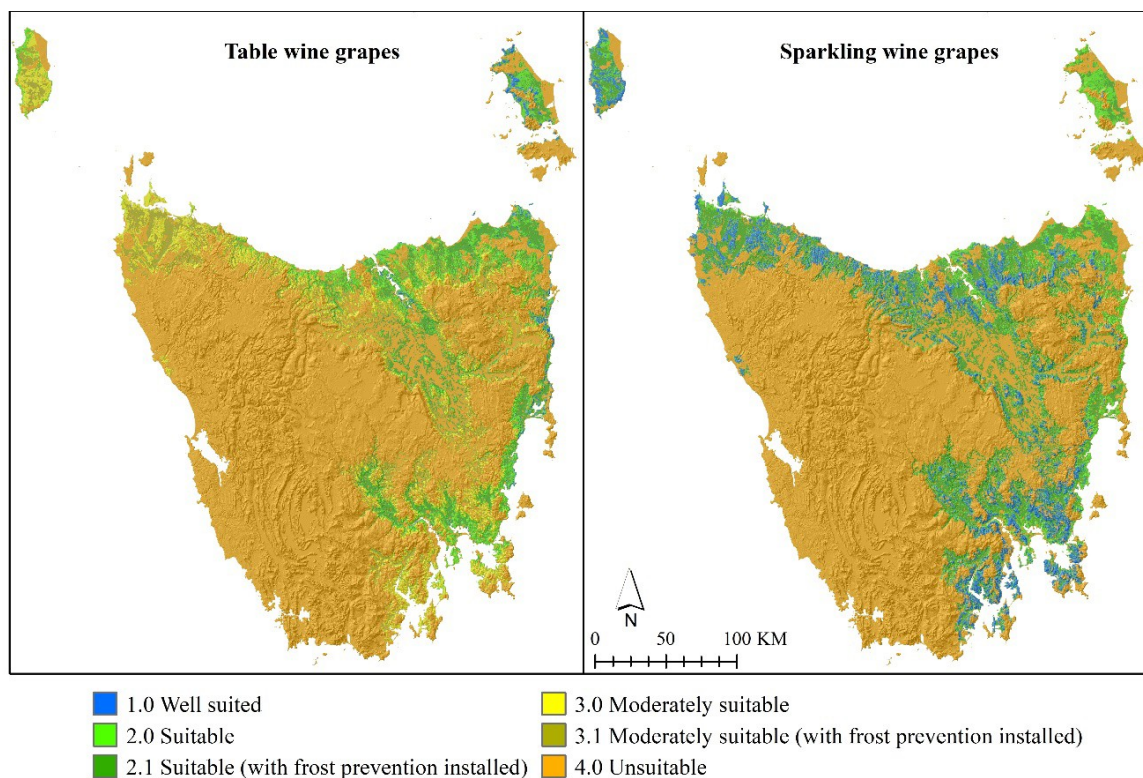 Table wine grapes
Sparkling wine grapes
N
0 50 100 KM
1.0 Well suited
2.0 Suitable
2.1 Suitable (with frost prevention installed)
3.0 Moderately suitable
3.1 Moderately suitable (with frost prevention installed)
4.0 Unsuitable